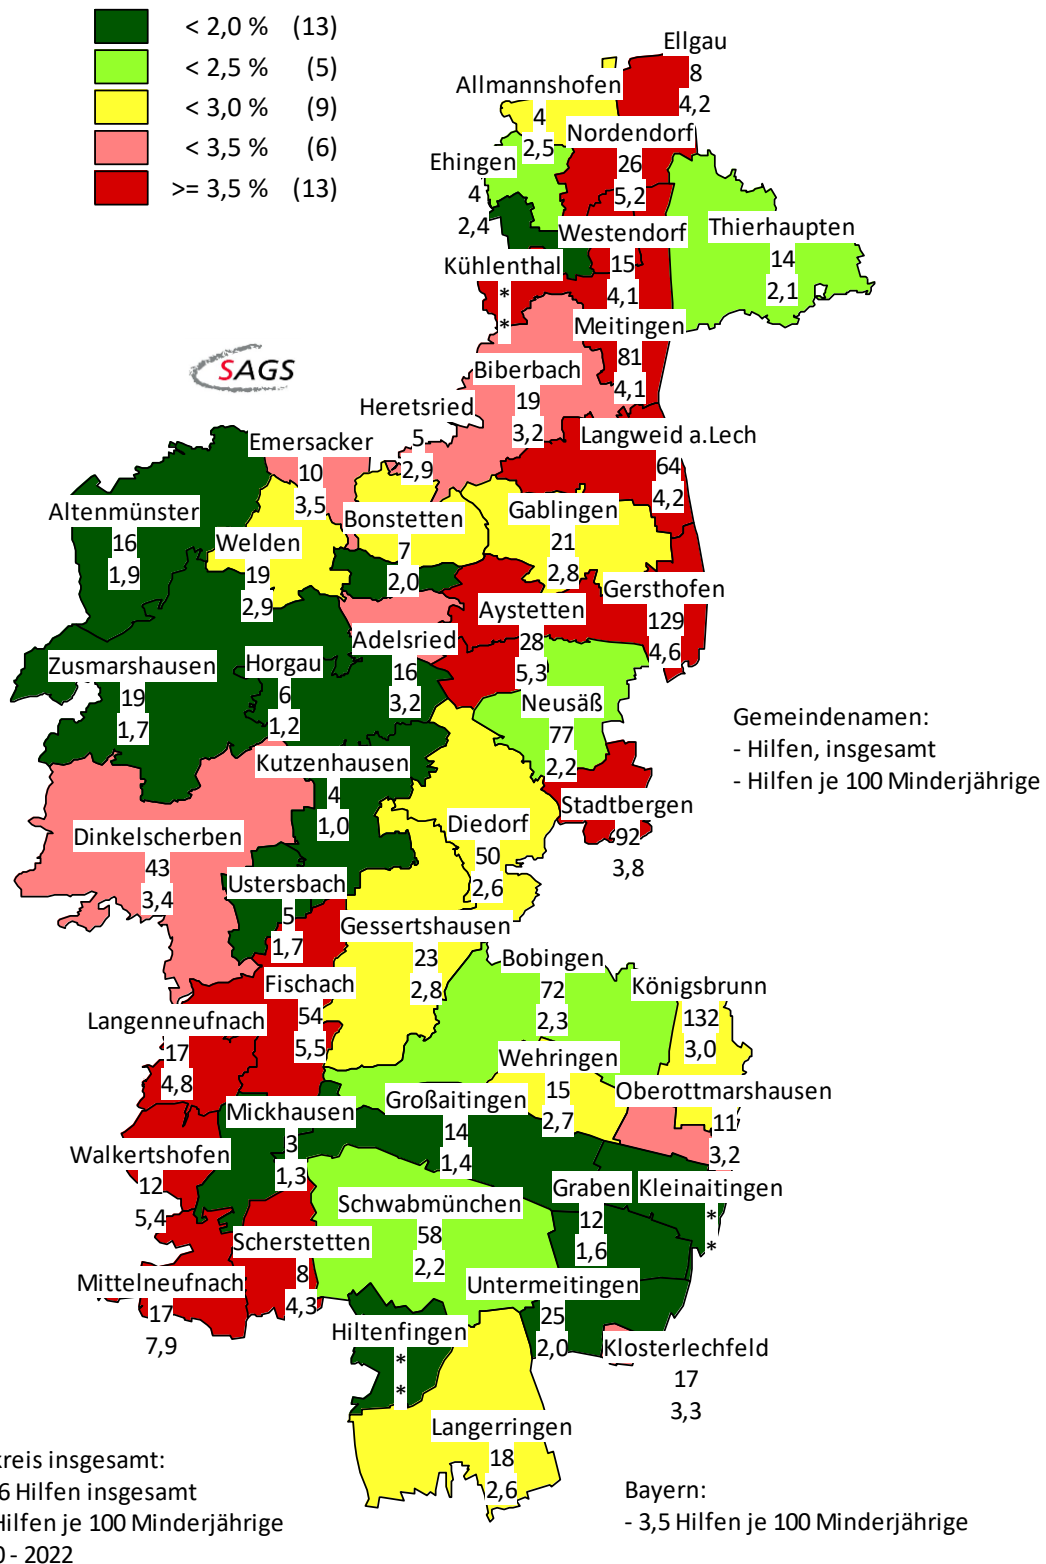 < 2,0 % (13)
< 2,5 % (5)
< 3,0 % (9)
< 3,5 % (6)
>= 3,5 % (13)
Ellgau
8
4,2
Allmannshofen
4
2,5
Nordendorf
26
5,2
Ehingen
4
2,4
Westendorf
15
4,1
Thierhaupten
14
2,1
Kühlenthal
*
*
Meitingen
81
4,1
SAGS
Biberbach
19
3,2
Heretsried
5
2,9
Emersacker
10
3,5
Langweid a.Lech
64
4,2
Altenmünster
16
1,9
Welden
19
2,9
Bonstetten
7
2,0
Gablingen
21
2,8
Gersthofen
129
4,6
Aystetten
28
5,3
Adelsried
16
3,2
Zusmarshausen
19
1,7
Horgau
6
1,2
Neusäß
77
2,2
Gemeindenamen:
- Hilfen, insgesamt
- Hilfen je 100 Minderjährige
Kutzenhausen
4
1,0
Stadtbergen
92
3,8
Dinkelscherben
43
3,4
Diedorf
50
2,6
Ustersbach
5
1,7
Gessertshausen
23
2,8
Fischach
54
5,5
Bobingen
72
2,3
Königsbrunn
132
3,0
Langenneufnach
17
4,8
Wehringen
15
2,7
Oberottmarshausen
11
3,2
Mickhausen
3
1,3
Großaitingen
14
1,4
Walkertshofen
12
5,4
Schwabmünchen
58
2,2
Graben
12
1,6
Kleinaitingen
*
*
Scherstetten
8
4,3
Mittelneufnach
17
7,9
Untermeitingen
25
2,0
Hiltenfingen
*
*
Klosterlechfeld
17
3,3
Langerringen
18
2,6
kreis insgesamt:
6 Hilfen insgesamt
Hilfen je 100 Minderjährige
0 - 2022
Bayern:
- 3,5 Hilfen je 100 Minderjährige